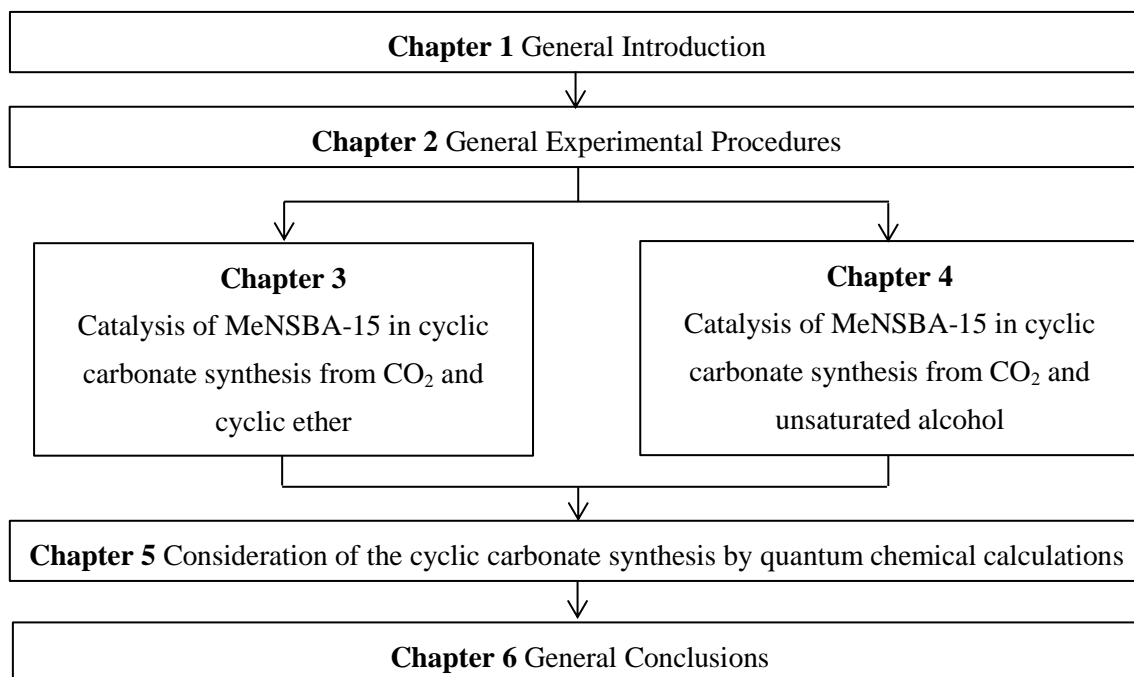 Chapter 1 General Introduction
Chapter 2 General Experimental Procedures
Chapter 3
Catalysis of MeNSBA-15 in cyclic
carbonate synthesis from CO₂ and
cyclic ether
Chapter 4
Catalysis of MeNSBA-15 in cyclic
carbonate synthesis from CO₂ and
unsaturated alcohol
Chapter 5 Consideration of the cyclic carbonate synthesis by quantum chemical calculations
Chapter 6 General Conclusions